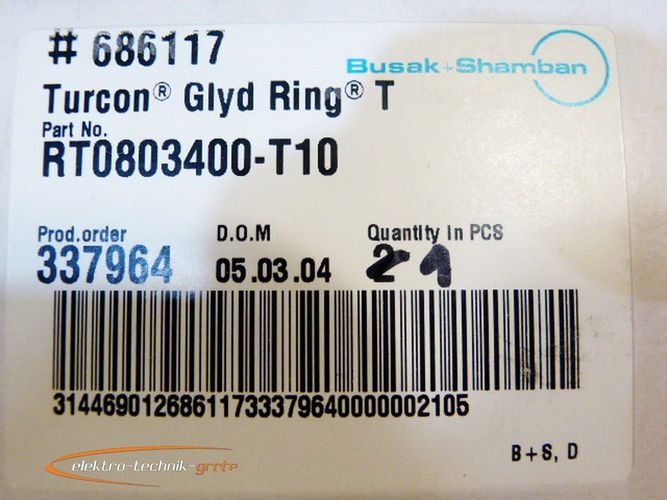 # 686117
Busak+Shamban
Turcon® Glyd Ring® T
Part No.
RT0803400-T10
Prod.order D.O.M Quantity in PCS
337964 05.03.04 2 1
31446901268611733379640000002105
B+S, D
elektro-technik-grote